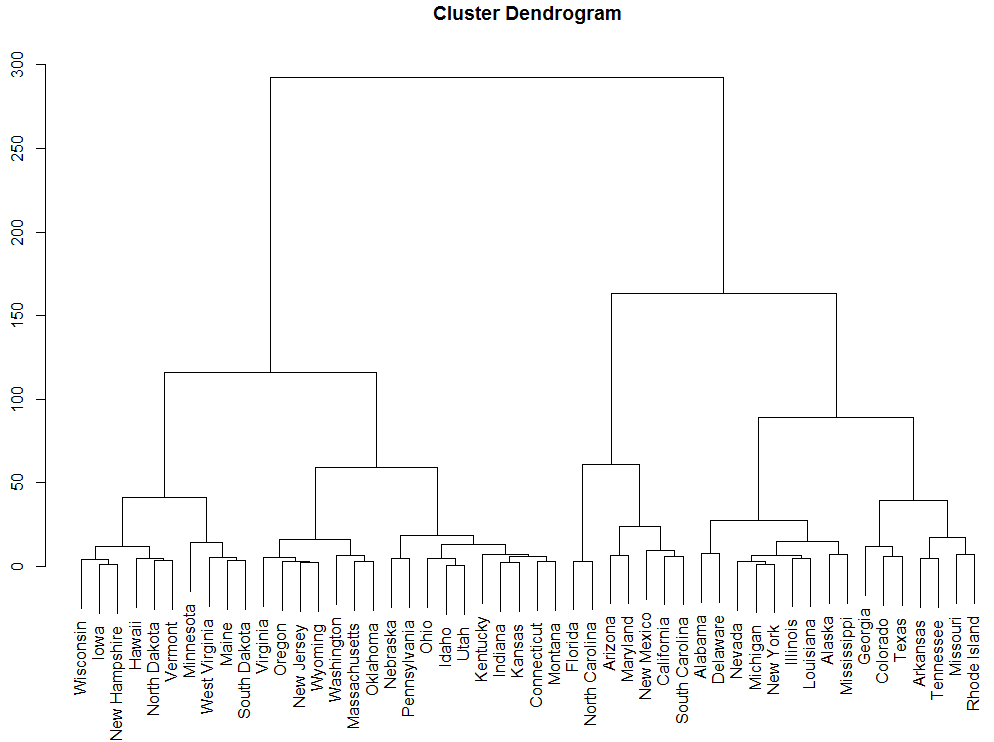 Cluster Dendrogram
300
250
200
150
100
50
0
Wisconsin
Iowa
New Hampshire
Hawaii
North Dakota
Vermont
Minnesota
West Virginia
Maine
South Dakota
Virginia
Oregon
New Jersey
Wyoming
Washington
Massachusetts
Oklahoma
Nebraska
Pennsylvania
Ohio
Idaho
Utah
Kentucky
Indiana
Kansas
Connecticut
Montana
Florida
North Carolina
Arizona
Maryland
New Mexico
California
South Carolina
Alabama
Delaware
Nevada
Michigan
New York
Illinois
Louisiana
Alaska
Mississippi
Georgia
Colorado
Texas
Arkansas
Tennessee
Missouri
Rhode Island